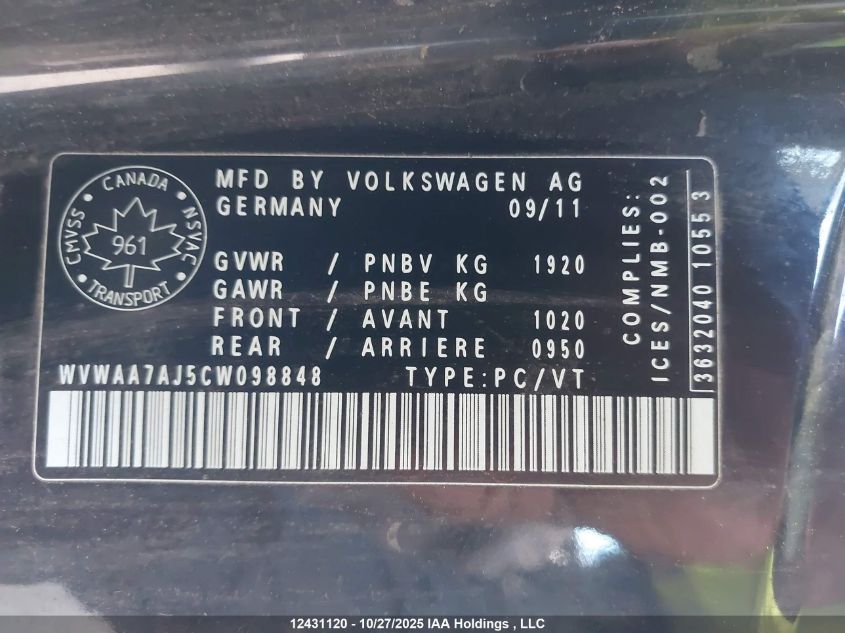 CANADA
CMVSS
NSVAC
961
TRANSPORT
MFD BY VOLKSWAGEN AG
GERMANY 09/11
GVWR / PNBV KG 1920
GAWR / PNBE KG
FRONT / AVANT 1020
REAR / ARRIERE 0950
WVWAA7AJ5CW098848 TYPE:PC/VT
COMPLIES:
ICES/NMB-002
3632040 1055 3
12431120 - 10/27/2025 IAA Holdings , LLC